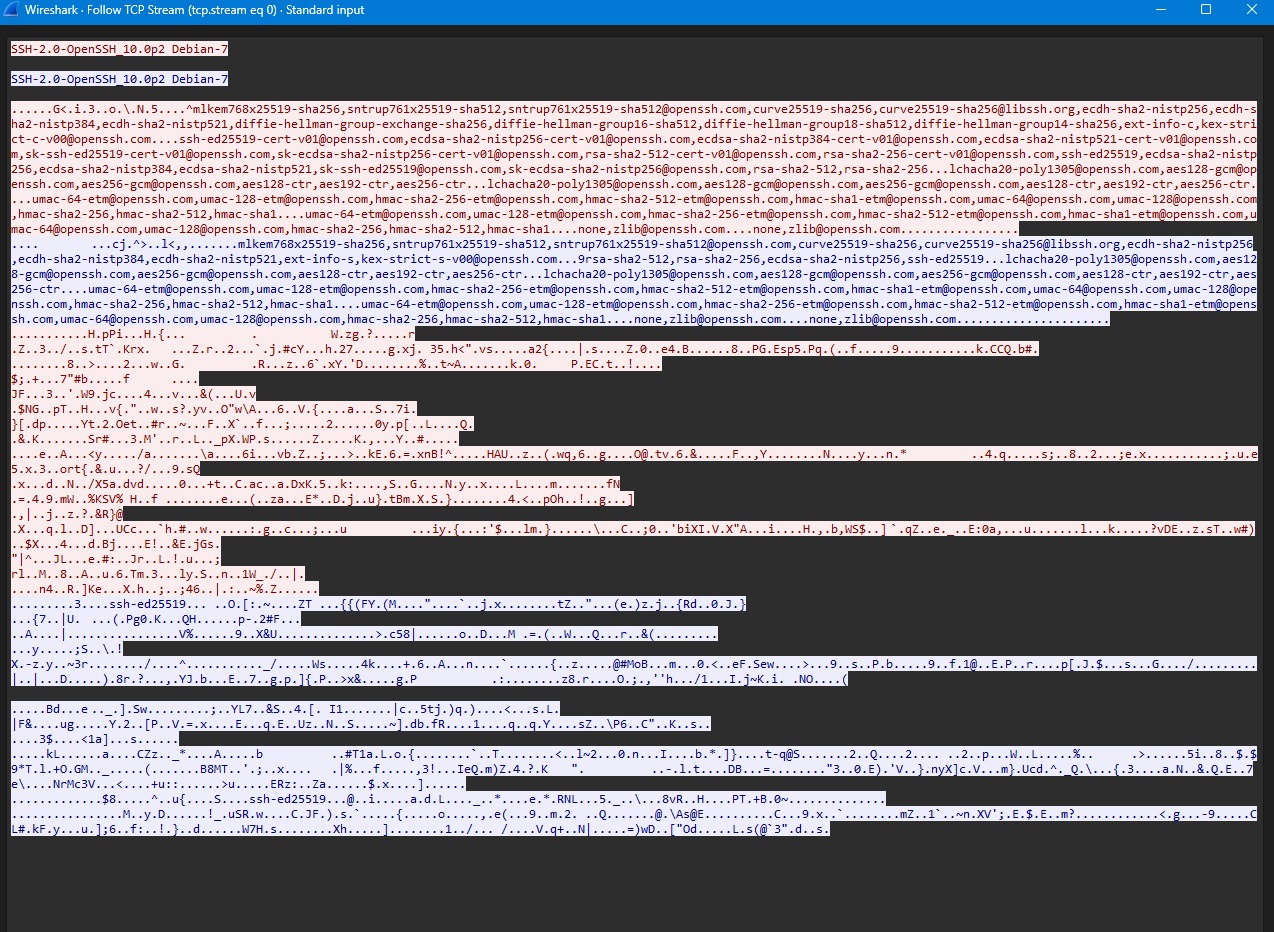 Wireshark · Follow TCP Stream (tcp.stream eq 0) · Standard input
SSH-2.0-OpenSSH_10.0p2 Debian-7
SSH-2.0-OpenSSH_10.0p2 Debian-7
......G<.i.3..o.\.N.5....^mlkem768x25519-sha256,sntrup761x25519-sha512,sntrup761x25519-sha512@openssh.com,curve25519-sha256,curve25519-sha256@libssh.org,ecdh-sha2-nistp256,ecdh-s
ha2-nistp384,ecdh-sha2-nistp521,diffie-hellman-group-exchange-sha256,diffie-hellman-group16-sha512,diffie-hellman-group18-sha512,diffie-hellman-group14-sha256,ext-info-c,kex-stri
ct-c-v00@openssh.com....ssh-ed25519-cert-v01@openssh.com,ecdsa-sha2-nistp256-cert-v01@openssh.com,ecdsa-sha2-nistp384-cert-v01@openssh.com,ecdsa-sha2-nistp521-cert-v01@openssh.co
m,sk-ssh-ed25519-cert-v01@openssh.com,sk-ecdsa-sha2-nistp256-cert-v01@openssh.com,rsa-sha2-512-cert-v01@openssh.com,rsa-sha2-256-cert-v01@openssh.com,ssh-ed25519,ecdsa-sha2-nistp
256,ecdsa-sha2-nistp384,ecdsa-sha2-nistp521,sk-ssh-ed25519@openssh.com,sk-ecdsa-sha2-nistp256@openssh.com,rsa-sha2-512,rsa-sha2-256...lchacha20-poly1305@openssh.com,aes128-gcm@op
enssh.com,aes256-gcm@openssh.com,aes128-ctr,aes192-ctr,aes256-ctr...lchacha20-poly1305@openssh.com,aes128-gcm@openssh.com,aes256-gcm@openssh.com,aes128-ctr,aes192-ctr,aes256-ctr.
...umac-64-etm@openssh.com,umac-128-etm@openssh.com,hmac-sha2-256-etm@openssh.com,hmac-sha2-512-etm@openssh.com,hmac-sha1-etm@openssh.com,umac-64@openssh.com,umac-128@openssh.com
,hmac-sha2-256,hmac-sha2-512,hmac-sha1....umac-64-etm@openssh.com,umac-128-etm@openssh.com,hmac-sha2-256-etm@openssh.com,hmac-sha2-512-etm@openssh.com,hmac-sha1-etm@openssh.com,u
mac-64@openssh.com,umac-128@openssh.com,hmac-sha2-256,hmac-sha2-512,hmac-sha1....none,zlib@openssh.com....none,zlib@openssh.com.................
.... ...cj.^>..l<,,.......mlkem768x25519-sha256,sntrup761x25519-sha512,sntrup761x25519-sha512@openssh.com,curve25519-sha256,curve25519-sha256@libssh.org,ecdh-sha2-nistp256
,ecdh-sha2-nistp384,ecdh-sha2-nistp521,ext-info-s,kex-strict-s-v00@openssh.com...9rsa-sha2-512,rsa-sha2-256,ecdsa-sha2-nistp256,ssh-ed25519...lchacha20-poly1305@openssh.com,aes12
8-gcm@openssh.com,aes256-gcm@openssh.com,aes128-ctr,aes192-ctr,aes256-ctr...lchacha20-poly1305@openssh.com,aes128-gcm@openssh.com,aes256-gcm@openssh.com,aes128-ctr,aes192-ctr,aes
256-ctr....umac-64-etm@openssh.com,umac-128-etm@openssh.com,hmac-sha2-256-etm@openssh.com,hmac-sha2-512-etm@openssh.com,hmac-sha1-etm@openssh.com,umac-64@openssh.com,umac-128@ope
nssh.com,hmac-sha2-256,hmac-sha2-512,hmac-sha1....umac-64-etm@openssh.com,umac-128-etm@openssh.com,hmac-sha2-256-etm@openssh.com,hmac-sha2-512-etm@openssh.com,hmac-sha1-etm@opens
sh.com,umac-64@openssh.com,umac-128@openssh.com,hmac-sha2-256,hmac-sha2-512,hmac-sha1....none,zlib@openssh.com....none,zlib@openssh.com......................
...........H.pPi...H.{... . W.zg.?.....r
.Z..3../..s.tT`.Krx. ...Z.r..2...`.j.#cY...h.27.....g.xj. 35.h<".vs.....a2{....|.s....Z.0..e4.B......8..PG.Esp5.Pq.(..f.....9...........k.CCQ.b#.
........8..>....2...w..G. .R...z..6`.xY.'D........%..t~A.......k.0. P.EC.t..!....
$;.+...7"#b.....f ....
JF...3..'.W9.jc....4...v...&(...U.v
.$NG..pT..H...v{."..w..s?.yv..O"w\A...6..V.{....a...S..7i.
}[.dp.....Yt.2.Oet..#r..~...F..X`..f...;.....2......0y.p[..L....Q.
.&.K.......Sr#...3.M'..r..L.._pX.WP.s......Z.....K.,...Y..#....
....e..A...<y...../a.......\a....6i...vb.Z..;...>..kE.6.=.xnB!^.....HAU..z..(.wq,6..g....O@.tv.6.&.....F..,Y........N....y...n.* ..4.q.....s;..8..2...;e.x...........;.u.e
5.x.3..ort{.&.u...?/...9.sQ
.x...d..N../X5a.dvd.....0...+t..C.ac..a.DxK.5..k:....,S..G....N.y..x....L....m.......fN
.=.4.9.mW..%KSV% H..f ........e...(..za...E*..D.j..u}.tBm.X.S.}........4.<..pOh..!..g...]
.,|..j..z.?.&R}@
.X...q.l..D]...UCc...`h.#..w......:.g..c...;...u ...iy.{...:'$...lm.}......\...C..;0..'biXI.V.X"A...i....H.,.b,WS$..] `.qZ..e._..E:0a,...u.......l...k.....?vDE..z.sT..w#)
..$X...4...d.Bj....E!..&E.jGs.
"|^...JL...e.#:..Jr..L.!.u...;
rl..M..8..A..u.6.Tm.3...ly.S..n..1W_./..|.
....n4..R.]Ke...X.h..;..;46..|.:..~%.Z......
.........3....ssh-ed25519... ..O.[:.~....ZT ...{{(FY.(M...."....`..j.x........tZ.."...(e.)z.j..{Rd..0.J.}
...{7..|U. ...(.Pg0.K...QH......p-.2#F...
..A....|................V%......9..X&U..............>.c58|......o..D...M .=.(..W...Q...r..&(.........
...y.....;S..\.!
X.-z.y..~3r......../....^..........._/.....Ws.....4k....+.6..A...n....`.....{..z.....@#MoB...m...0.<..eF.Sew....>...9..s..P.b.....9..f.1@..E.P..r....p[.J.$...s...G..../.........
|..|...D.....).8r.?...,.YJ.b...E..7..g.p.]{.P..>x&.....g.P .:........z8.r....O.;.,''h.../1...I.j~K.i. .NO....(
.....Bd...e.._.].Sw.........;..YL7..&S..4.[. I1.......|c..5tj.)q.)....<...s.L.
|F&....ug.....Y.2..[P..V.=.x....E...q.E..Uz..N..S.....~].db.fR....1....q..q.Y....sZ..\P6..C"..K..s..
....3$....<1a]...s......
.....kL......a....CZz.._*....A.....b ..#T1a.L.o.{........`..T.......<..l~2...0.n...I....b.*.]}....t-q@S.......2..Q....2.... ..2..p...W..L.....%.. .>......5i..8..$.$
9*T.l.+O.GM.._.....(.......B8MT..'.;..x.... .|%...f.....,3!...IeQ.m)Z.4.?.K ". ..-.l.t....DB...=....... "3..0.E).'V..}.nyX]c.V...m}.Ucd.^._Q.\...{.3....a.N..&.Q.E..7
e\....NrMc3V...<....+u::......>u.....ERz:..Za......$.x....]......
.............$8.....^..u{....S....ssh-ed25519...@..i.....a.d.L...._..*....e.*.RNL...5._..\...8vR..H....PT.+B.0~..............
................M..y.D......!_.uSR.w....C.JF.).s.`.....{.....o.....,.e(...9..m.2. ..Q.......@.\As@E..........C...9.x..`........mZ..1`..~n.XV';.E.$.E..m?............<.g...-9.....C
L#.kF.y...u.];6..f:..!.}..d......W7H.s........Xh.....]........1../... /....V.q+..N|.....=)wD..["Od.....L.s(@`3".d..s.